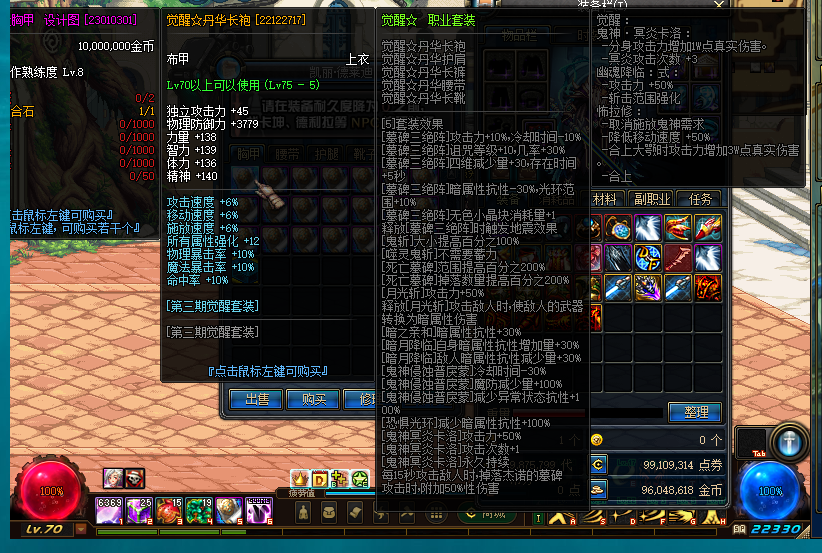 胸甲 设计图 [23010301]
10,000,000金币
作熟练度 Lv.8
0/2
合石 1/1
0/1000
0/1000
0/1000
0/1000
0/50
击鼠标左键可购买』
鼠标左键，可购买若干个』
觉醒☆丹华长袍 [22122717]
布甲 上衣
Lv70以上可以使用 (Lv75 - 5)
独立攻击力 +45
物理防御力 +3779
力量 +138
智力 +139
体力 +136
精神 +140
攻击速度 +6%
移动速度 +6%
施放速度 +6%
所有属性强化 +12
物理暴击率 +10%
魔法暴击率 +10%
命中率 +10%
[第三期觉醒套装]
[第三期觉醒套装]
『点击鼠标左键可购买』
出售 购买
觉醒☆ 职业套装
觉醒☆丹华长袍
觉醒☆丹华护肩
觉醒☆丹华长裤
觉醒☆丹华腰带
觉醒☆丹华长靴
[5]套装效果
[墓碑三绝阵]攻击力+10%;冷却时间-10%
[墓碑三绝阵]诅咒等级+10,几率+30%
[墓碑三绝阵]四维减少量+30,存在时间
+5秒
[墓碑三绝阵]暗属性抗性-30%,光环范
围+10%
[墓碑三绝阵]无色小晶块消耗量+1
释放[墓碑三绝阵]时触发地震效果
[鬼斩]大小提高百分之100%
[噬灵鬼斩]不需要蓄力
[死亡墓碑]范围提高百分之200%
[死亡墓碑]掉落数量提高百分之200%
[月光斩]攻击力+50%
释放[月光斩]攻击敌人时,使敌人的武器
转换为暗属性伤害
[暗之亲和]暗属性抗性+30%
[暗月降临]自身暗属性抗性增加量+30%
[暗月降临]敌人暗属性抗性减少量+30%
[鬼神侵蚀普戾蒙]冷却时间-30%
[鬼神侵蚀普戾蒙]魔防减少量+100%
[鬼神侵蚀普戾蒙]减少异常状态抗性+1
00%
[恐惧光环]减少暗属性抗性+100%
[鬼神冥炎卡洛]攻击力+50%
[鬼神冥炎卡洛]攻击次数+1
[鬼神冥炎卡洛]永久持续
每15秒攻击敌人时,掉落杰诺的墓碑
攻击时,附加50%性伤害
觉醒：
鬼神·冥炎卡洛：
-分身攻击力增加1W点真实伤害。
-冥炎攻击次数 +3
幽魂降临：式：
-攻击力 +50%
-斩击范围强化
怖拉修：
-取消施放鬼神需求
-降低移动速度 +50%
-合上大颚时攻击力增加3W点真实伤害
。
-合上
材料 副职业 任务
整理
0 个
99,109,314 点券
96,048,618 金币
100%
Lv.70
6369
25
15
19
5
6
Tab
100%
22330